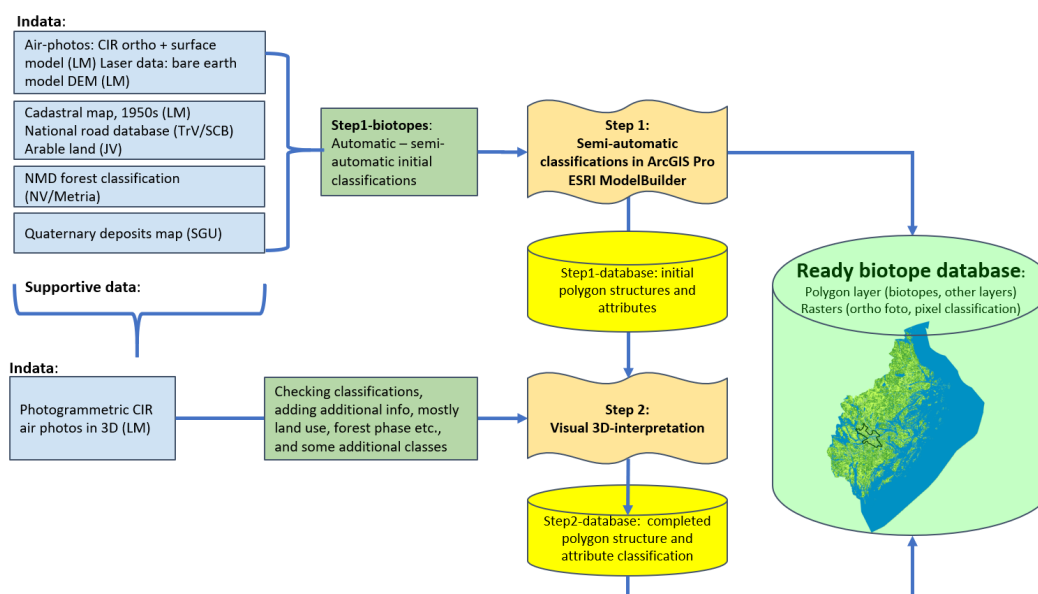 Indata:
Air-photos: CIR ortho + surface
model (LM) Laser data: bare earth
model DEM (LM)
Cadastral map, 1950s (LM)
National road database (TrV/SCB)
Arable land (JV)
NMD forest classification
(NV/Metria)
Quaternary deposits map (SGU)
Step1-biotopes:
Automatic – semi-
automatic initial
classifications
Step 1:
Semi-automatic
classifications in ArcGIS Pro
ESRI ModelBuilder
Step1-database: initial
polygon structures and
attributes
Ready biotope database:
Polygon layer (biotopes, other layers)
Rasters (ortho foto, pixel classification)
Supportive data:
Indata:
Photogrammetric CIR
air photos in 3D (LM)
Checking classifications,
adding additional info, mostly
land use, forest phase etc.,
and some additional classes
Step 2:
Visual 3D-interpretation
Step2-database: completed
polygon structure and
attribute classification